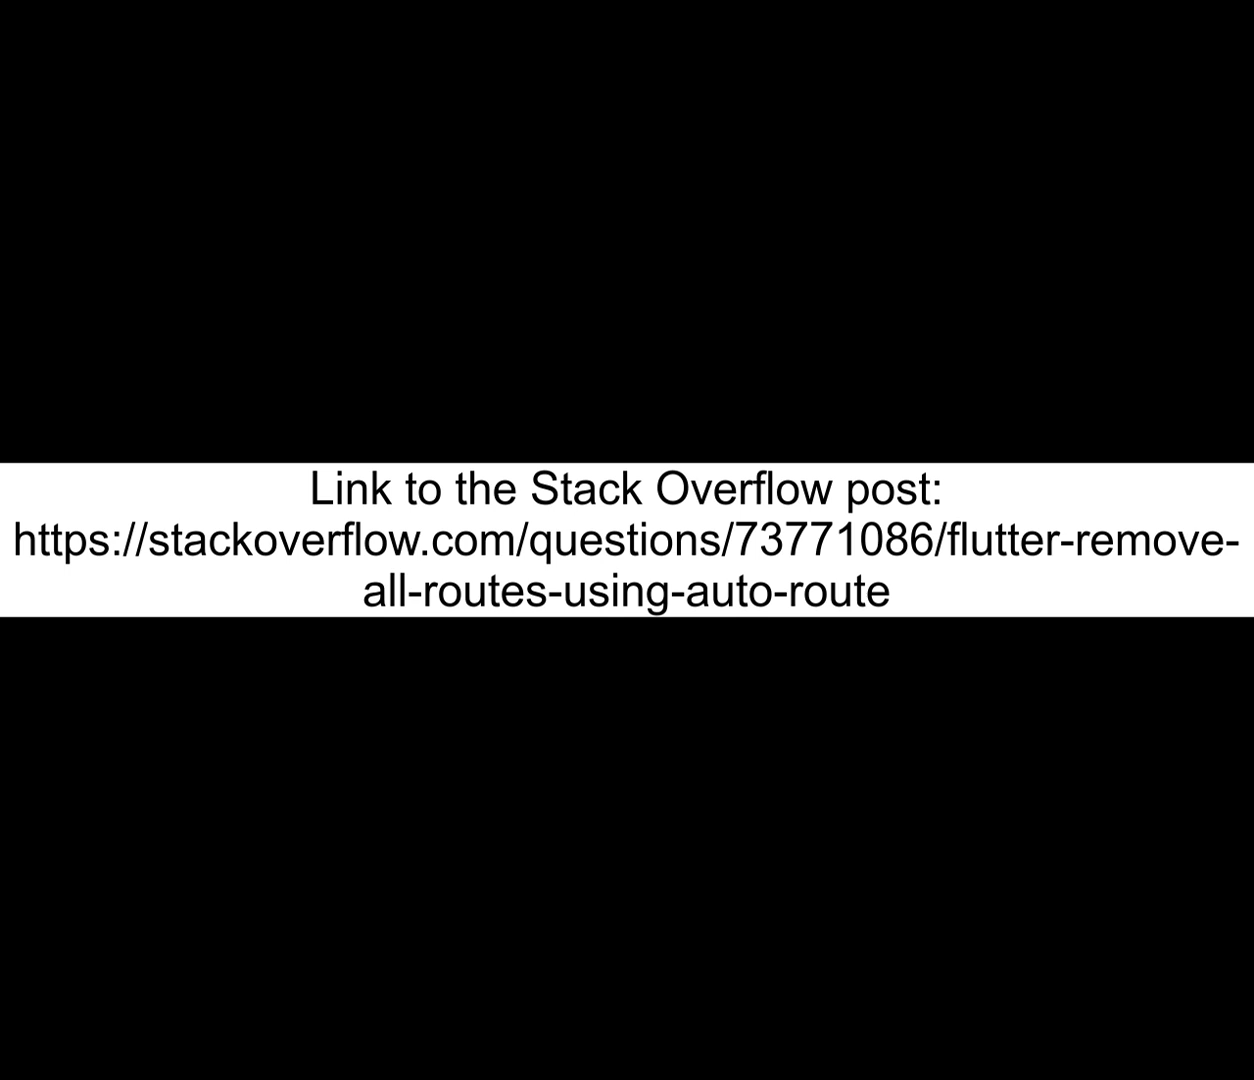 Link to the Stack Overflow post:
https://stackoverflow.com/questions/73771086/flutter-remove-
all-routes-using-auto-route